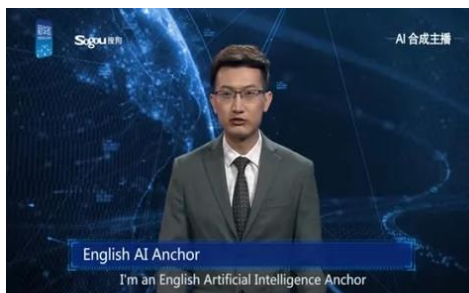 Sogou 搜狗
AI 合成主播
English AI Anchor
I'm an English Artificial Intelligence Anchor